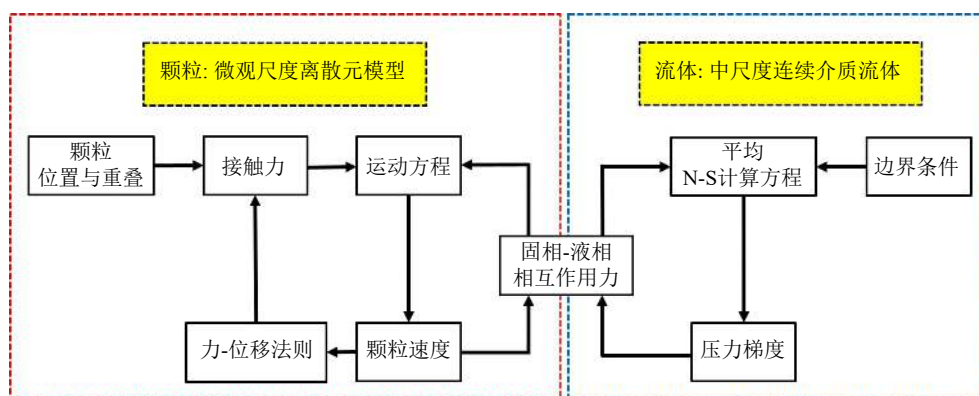 颗粒: 微观尺度离散元模型
流体: 中尺度连续介质流体
颗粒
位置与重叠
接触力
运动方程
平均
N-S计算方程
边界条件
固相-液相
相互作用力
力-位移法则
颗粒速度
压力梯度